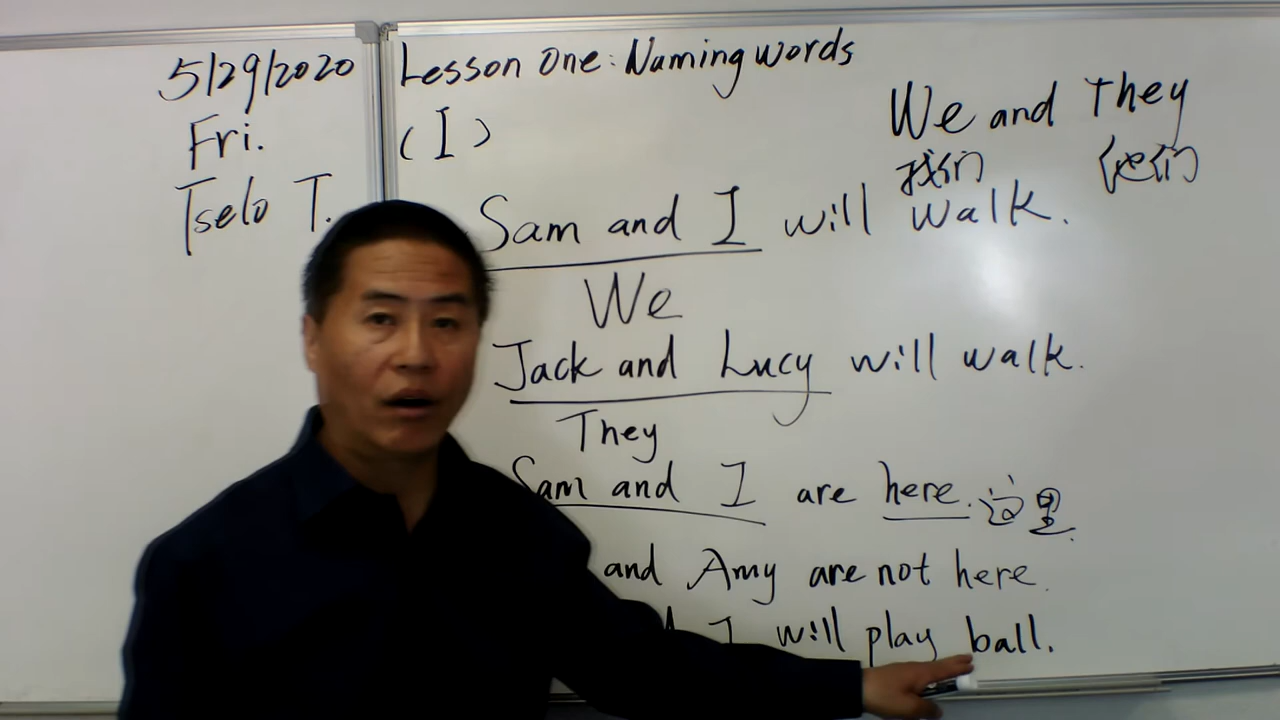 5/29/2020
Fri.
Tselo T.
Lesson One: Naming words
(I)
We and They
我们 他们
Sam and I will walk.
We
Jack and Lucy will walk.
They
Sam and I are here. 这里.
and Amy are not here.
I will play ball.